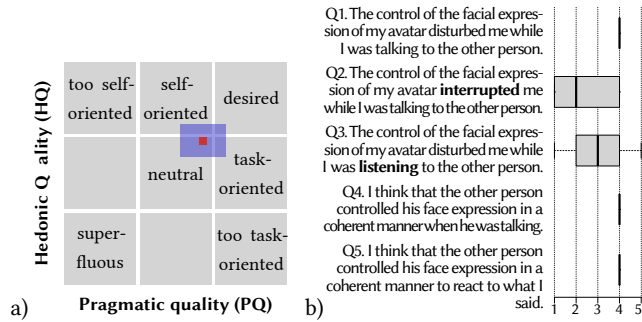 Hedonic Q ality (HQ)
too self-
oriented
self-
oriented
desired
neutral
task-
oriented
super-
fluous
too task-
oriented
a)
Pragmatic quality (PQ)
Q1. The control of the facial expres-
sion of my avatar disturbed me while
I was talking to the other person.
Q2. The control of the facial expres-
sion of my avatar interrupted me
while I was talking to the other person.
Q3. The control of the facial expres-
sion of my avatar disturbed me while
I was listening to the other person.
Q4. I think that the other person
controlled his face expression in a
coherent manner when he was talking.
Q5. I think that the other person
controlled his face expression in a
coherent manner to react to what I
said.
b)
1 2 3 4 5